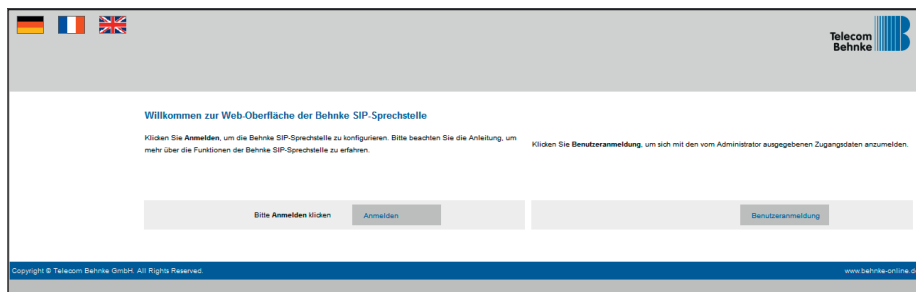 Telecom
Behnke
Willkommen zur Web-Oberfläche der Behnke SIP-Sprechstelle
Klicken Sie Anmelden, um die Behnke SIP-Sprechstelle zu konfigurieren. Bitte beachten Sie die Anleitung, um
mehr über die Funktionen der Behnke SIP-Sprechstelle zu erfahren.
Klicken Sie Benutzeranmeldung, um sich mit den vom Administrator ausgegebenen Zugangsdaten anzumelden.
Bitte Anmelden klicken
Anmelden
Benutzeranmeldung
Copyright © Telecom Behnke GmbH. All Rights Reserved.
www.behnke-online.d